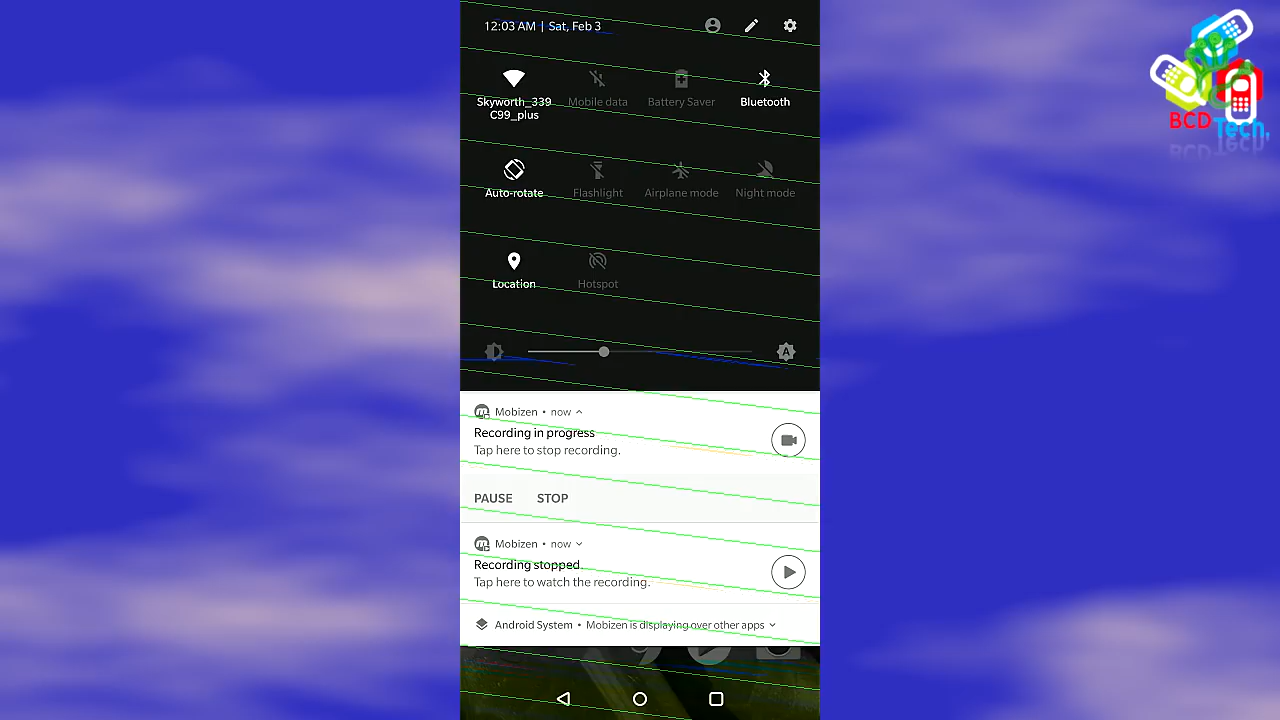 12:03 AM | Sat, Feb 3
Skyworth_339
C99_plus
Mobile data
Battery Saver
Bluetooth
Auto-rotate
Flashlight
Airplane mode
Night mode
Location
Hotspot
A
Mobizen • now
Recording in progress
Tap here to stop recording.
PAUSE STOP
Mobizen • now
Recording stopped.
Tap here to watch the recording.
Android System • Mobizen is displaying over other apps
BCD Tech.